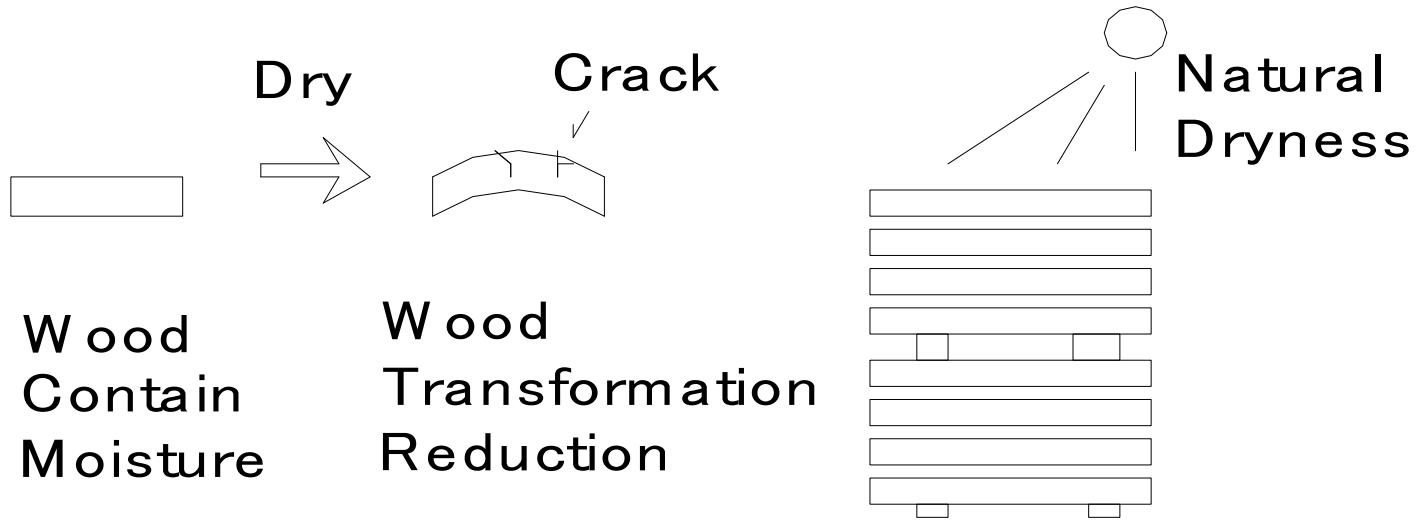 Dry
Crack
Natural
Dryness
Wood
Contain
Moisture
Wood
Transformation
Reduction